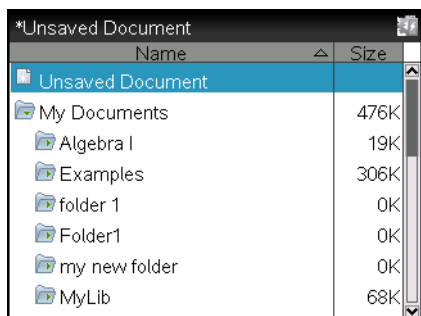 *Unsaved Document
Name Size
Unsaved Document
My Documents 476K
Algebra I 19K
Examples 306K
folder 1 0K
Folder1 0K
my new folder 0K
MyLib 68K